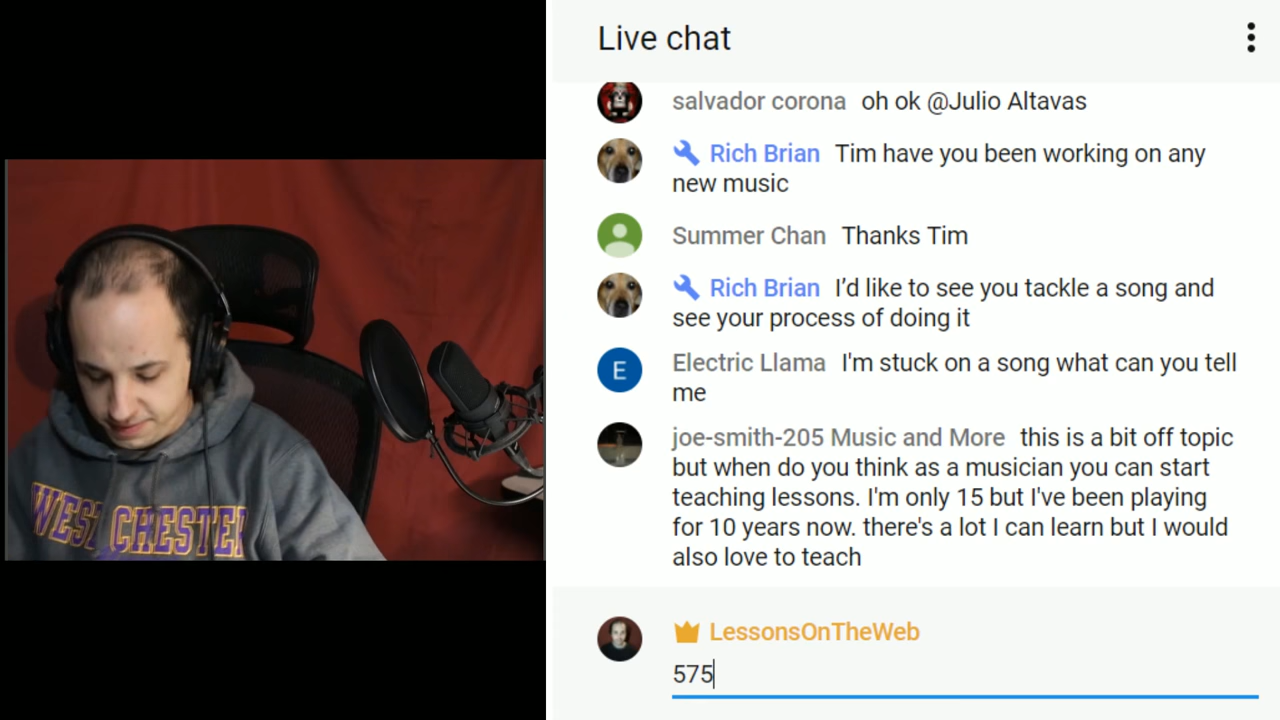 Live chat
salvador corona oh ok @Julio Altavas
Rich Brian Tim have you been working on any
new music
Summer Chan Thanks Tim
Rich Brian I’d like to see you tackle a song and
see your process of doing it
E Electric Llama I'm stuck on a song what can you tell
me
joe-smith-205 Music and More this is a bit off topic
but when do you think as a musician you can start
teaching lessons. I'm only 15 but I've been playing
for 10 years now. there's a lot I can learn but I would
also love to teach
LessonsOnTheWeb
575
WEST CHESTER